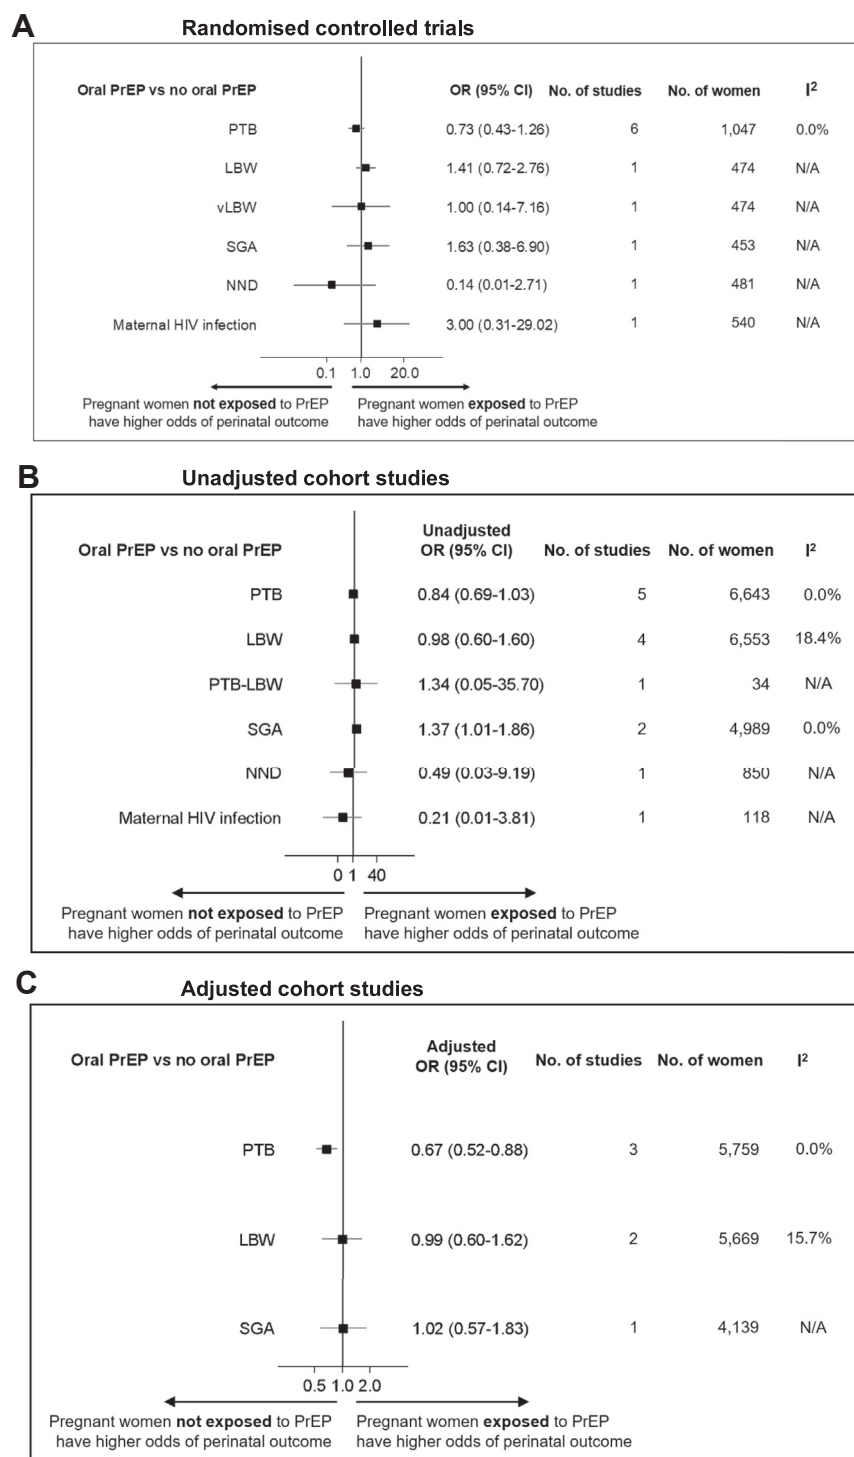 A
Randomised controlled trials
Oral PrEP vs no oral PrEP OR (95% CI) No. of studies No. of women I²
PTB 0.73 (0.43-1.26) 6 1,047 0.0%
LBW 1.41 (0.72-2.76) 1 474 N/A
vLBW 1.00 (0.14-7.16) 1 474 N/A
SGA 1.63 (0.38-6.90) 1 453 N/A
NND 0.14 (0.01-2.71) 1 481 N/A
Maternal HIV infection 3.00 (0.31-29.02) 1 540 N/A
0.1 1.0 20.0
Pregnant women not exposed to PrEP Pregnant women exposed to PrEP
have higher odds of perinatal outcome have higher odds of perinatal outcome
B
Unadjusted cohort studies
Unadjusted
Oral PrEP vs no oral PrEP OR (95% CI) No. of studies No. of women I²
PTB 0.84 (0.69-1.03) 5 6,643 0.0%
LBW 0.98 (0.60-1.60) 4 6,553 18.4%
PTB-LBW 1.34 (0.05-35.70) 1 34 N/A
SGA 1.37 (1.01-1.86) 2 4,989 0.0%
NND 0.49 (0.03-9.19) 1 850 N/A
Maternal HIV infection 0.21 (0.01-3.81) 1 118 N/A
0 1 40
Pregnant women not exposed to PrEP Pregnant women exposed to PrEP
have higher odds of perinatal outcome have higher odds of perinatal outcome
C
Adjusted cohort studies
Adjusted
Oral PrEP vs no oral PrEP OR (95% CI) No. of studies No. of women I²
PTB 0.67 (0.52-0.88) 3 5,759 0.0%
LBW 0.99 (0.60-1.62) 2 5,669 15.7%
SGA 1.02 (0.57-1.83) 1 4,139 N/A
0.5 1.0 2.0
Pregnant women not exposed to PrEP Pregnant women exposed to PrEP
have higher odds of perinatal outcome have higher odds of perinatal outcome